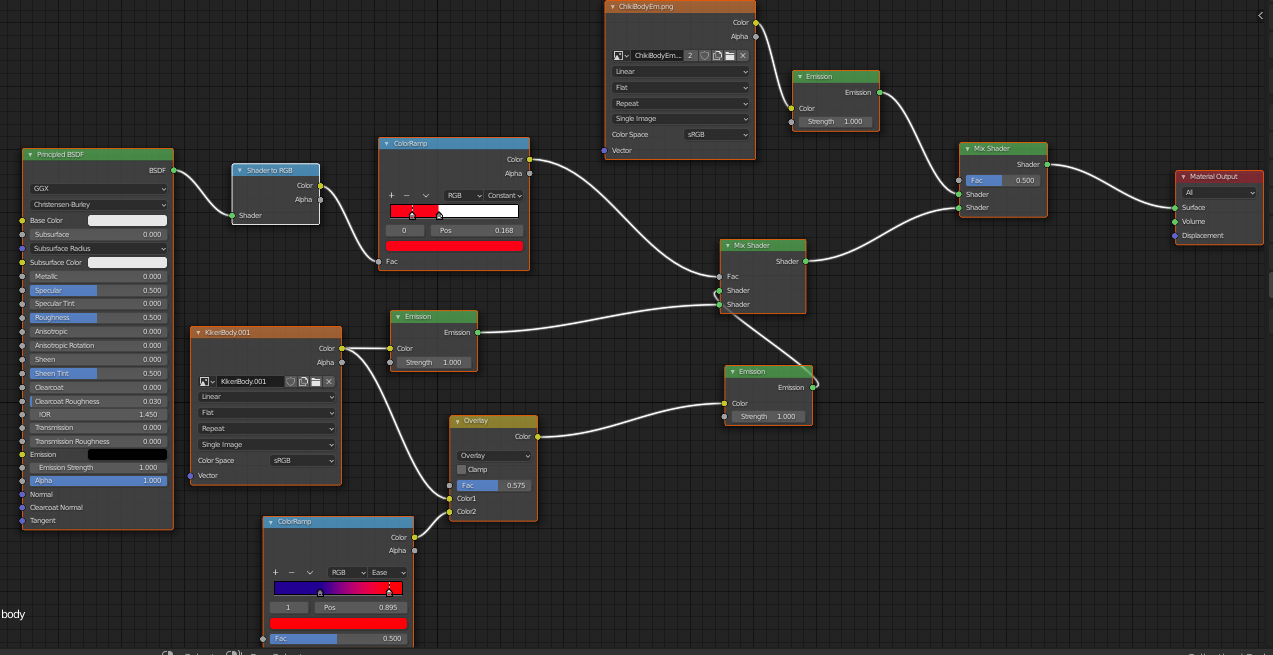 ChikiBodyEm.png
Color
Alpha
ChikiBodyEm...
2
Linear
Flat
Repeat
Single Image
Color Space
sRGB
Vector
Emission
Emission
Color
Strength 1.000
Mix Shader
Shader
Fac 0.500
Shader
Shader
Material Output
All
Surface
Volume
Displacement
Principled BSDF
BSDF
GGX
Christensen-Burley
Base Color
Subsurface 0.000
Subsurface Radius
Subsurface Color
Metallic 0.000
Specular 0.500
Specular Tint 0.000
Roughness 0.500
Anisotropic 0.000
Anisotropic Rotation 0.000
Sheen 0.000
Sheen Tint 0.500
Clearcoat 0.000
Clearcoat Roughness 0.030
IOR 1.450
Transmission 0.000
Transmission Roughness 0.000
Emission
Emission Strength 1.000
Alpha 1.000
Normal
Clearcoat Normal
Tangent
Shader to RGB
Color
Alpha
Shader
ColorRamp
Color
Alpha
RGB
Constant
0
Pos 0.168
Fac
Mix Shader
Shader
Fac
Shader
Shader
KikerBody.001
Color
Alpha
KikerBody.001
Linear
Flat
Repeat
Single Image
Color Space
sRGB
Vector
Emission
Emission
Color
Strength 1.000
Emission
Emission
Color
Strength 1.000
Overlay
Color
Overlay
Clamp
Fac 0.575
Color1
Color2
ColorRamp
Color
Alpha
RGB
Ease
1
Pos 0.895
Fac 0.500
body